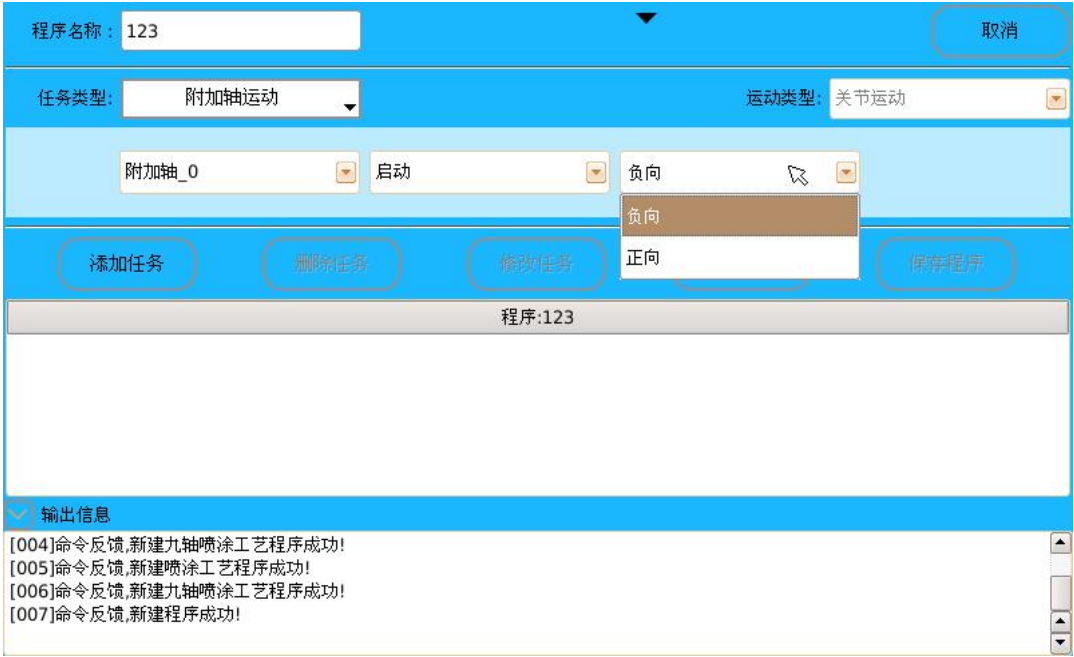 程序名称： 123
取消
任务类型: 附加轴运动
运动类型: 关节运动
附加轴_0 启动 负向
负向
正向
添加任务 删除任务 修改任务 保存程序
程序:123
输出信息
[004]命令反馈,新建九轴喷涂工艺程序成功!
[005]命令反馈,新建喷涂工艺程序成功!
[006]命令反馈,新建九轴喷涂工艺程序成功!
[007]命令反馈,新建程序成功!